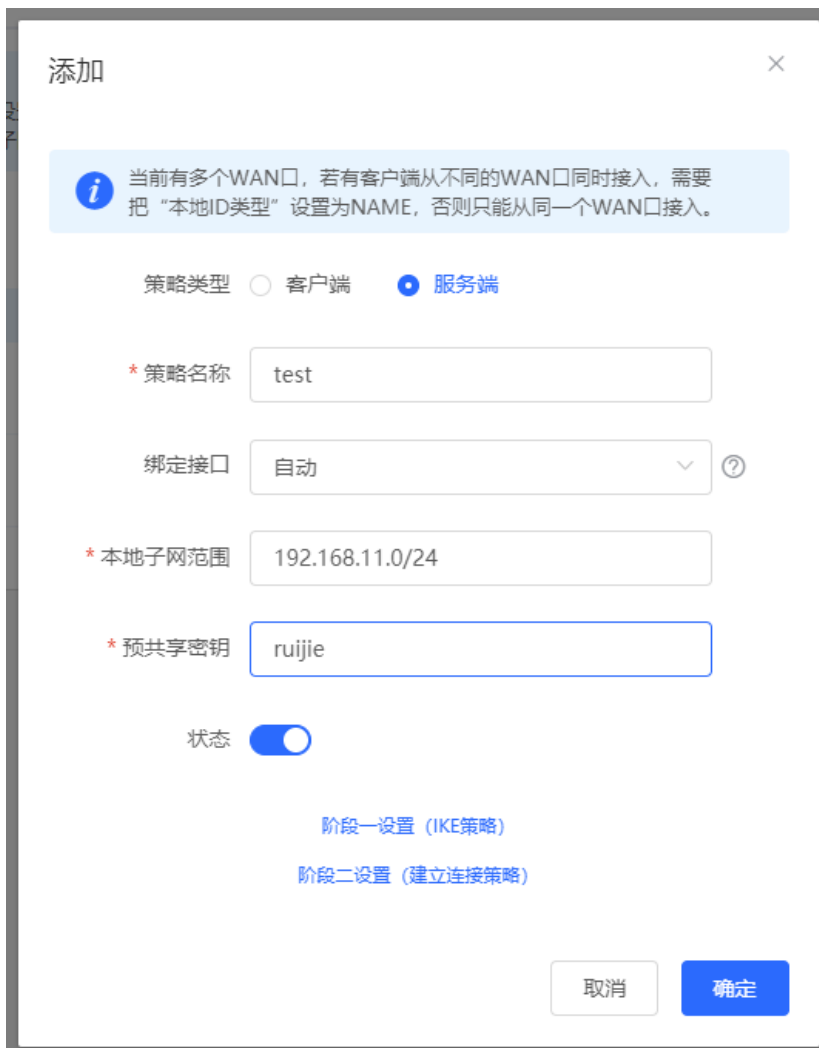 添加
当前有多个WAN口，若有客户端从不同的WAN口同时接入，需要
把“本地ID类型”设置为NAME，否则只能从同一个WAN口接入。
策略类型 客户端 服务端
* 策略名称 test
绑定接口 自动
* 本地子网范围 192.168.11.0/24
* 预共享密钥 ruijie
状态
阶段一设置（IKE策略）
阶段二设置（建立连接策略）
取消 确定